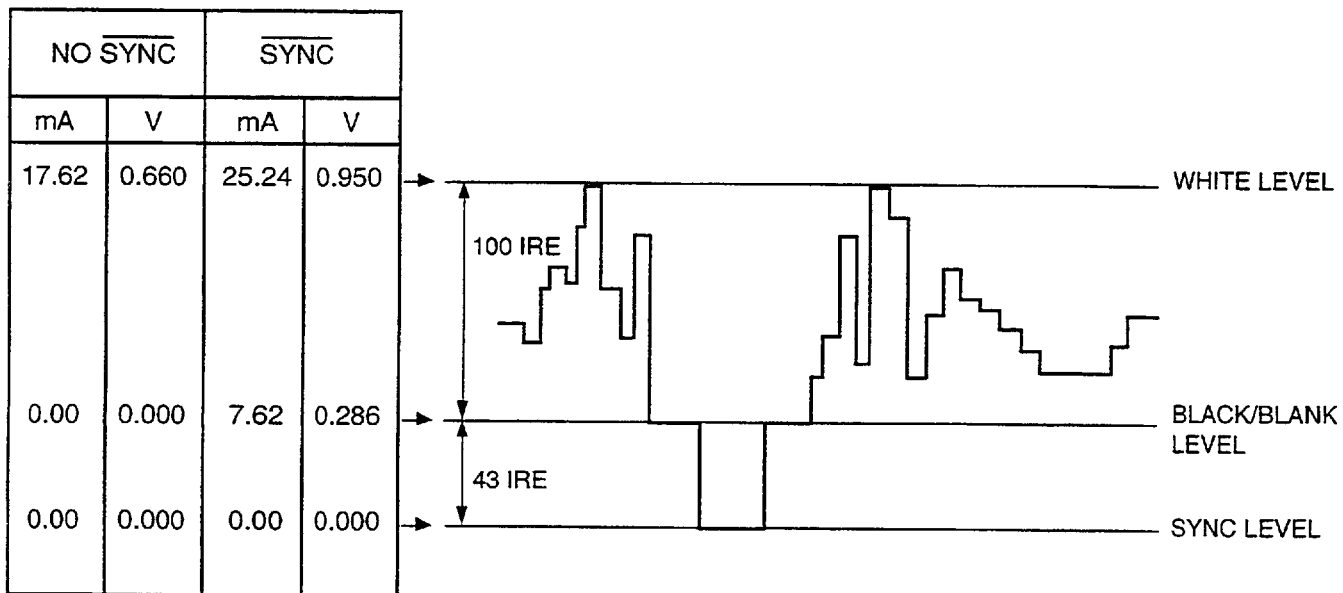 NO SYNC SYNC
mA V mA V
17.62 0.660 25.24 0.950 WHITE LEVEL
100 IRE
0.00 0.000 7.62 0.286 BLACK/BLANK
LEVEL
43 IRE
0.00 0.000 0.00 0.000 SYNC LEVEL